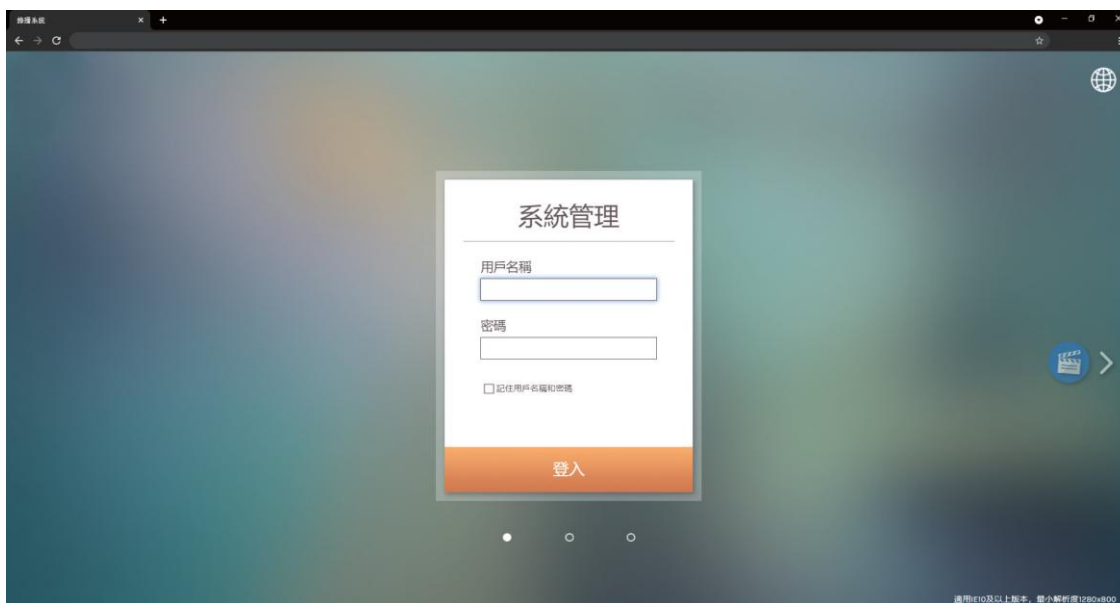 錄播系統
系統管理
用戶名稱
密碼
記住用戶名稱和密碼
登入
適用IE10及以上版本，最小解析度1280x800